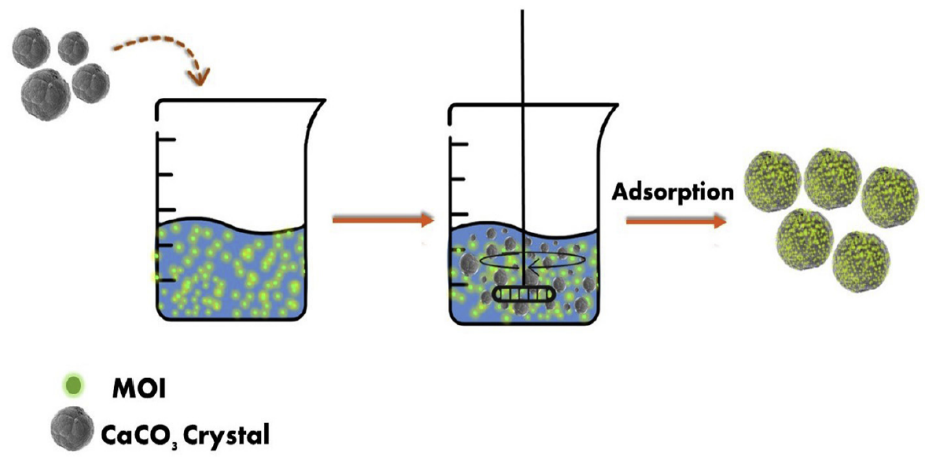 Adsorption
MOI
CaCO₃ Crystal